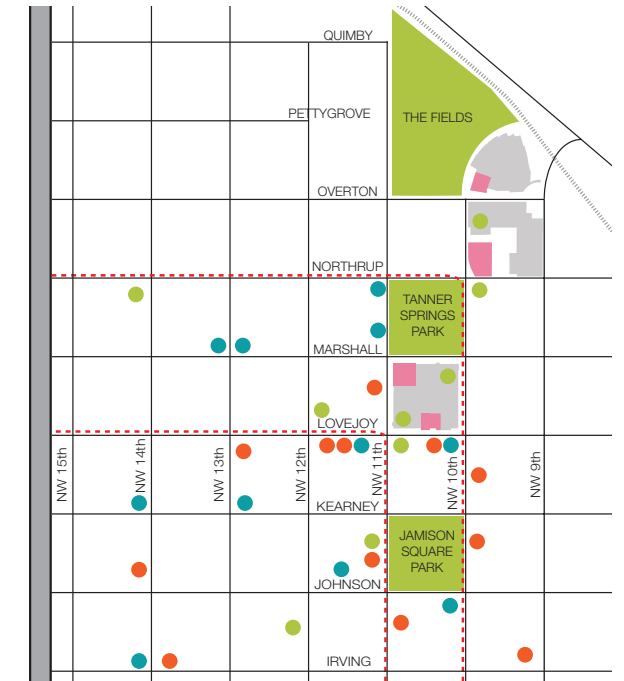 QUIMBY
PETTYGROVE
THE FIELDS
OVERTON
NORTHRUP
TANNER
SPRINGS
PARK
MARSHALL
LOVEJOY
NW 15th
NW 14th
NW 13th
NW 12th
NW 11th
NW 10th
NW 9th
KEARNEY
JAMISON
SQUARE
PARK
JOHNSON
IRVING